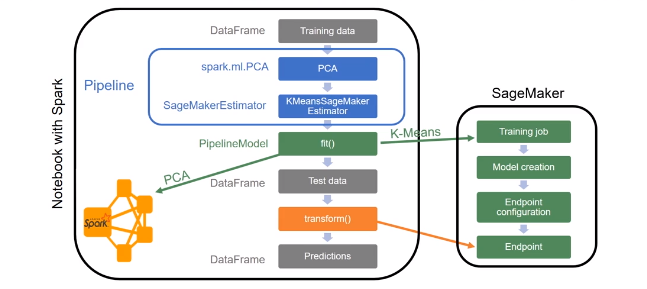 DataFrame
Training data
Notebook with Spark
Pipeline
spark.ml.PCA
PCA
SageMakerEstimator
KMeansSageMaker
Estimator
PipelineModel
fit()
K-Means
PCA
DataFrame
Test data
Spark
transform()
DataFrame
Predictions
SageMaker
Training job
Model creation
Endpoint
configuration
Endpoint